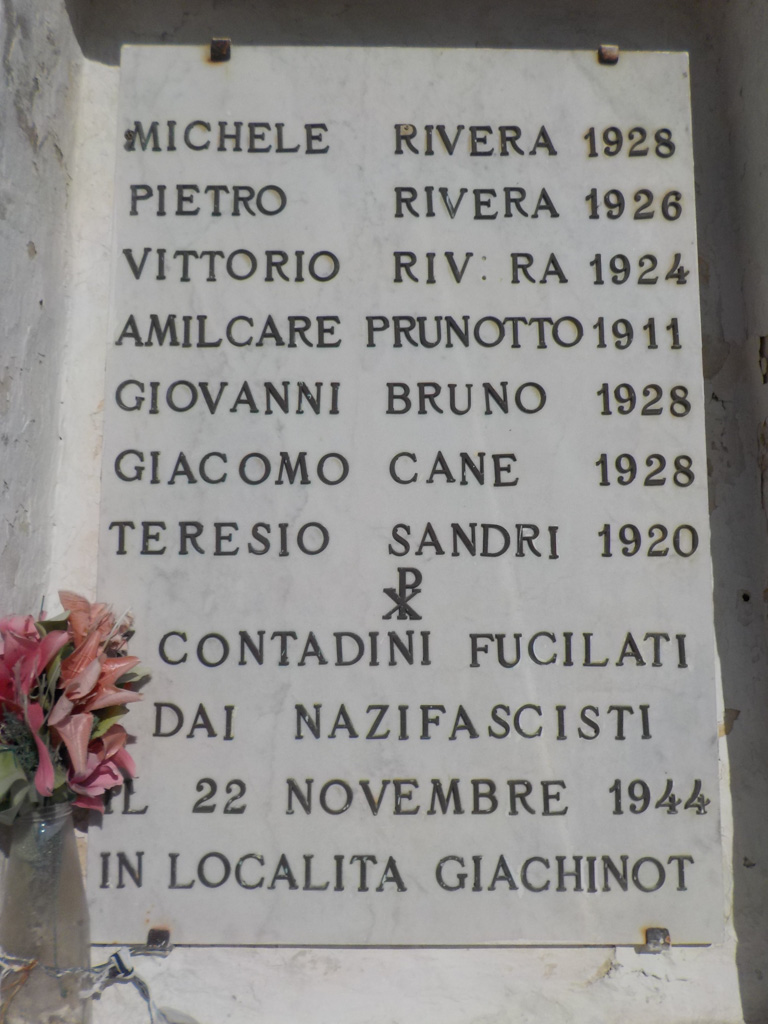 MICHELE RIVERA 1928
PIETRO RIVERA 1926
VITTORIO RIV: RA 1924
AMILCARE PRUNOTTO 1911
GIOVANNI BRUNO 1928
GIACOMO CANE 1928
TERESIO SANDRI 1920
☧
CONTADINI FUCILATI
DAI NAZIFASCISTI
IL 22 NOVEMBRE 1944
IN LOCALITA GIACHINOT